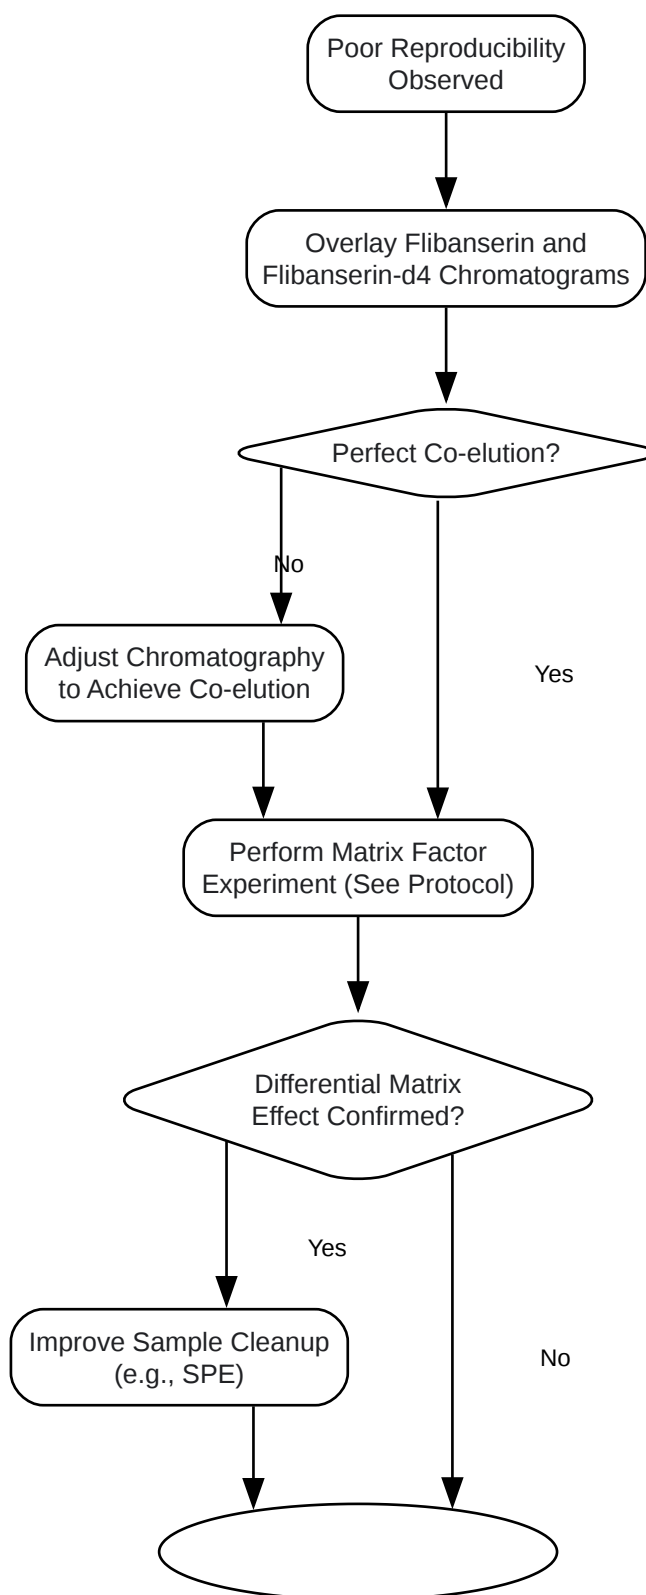 Poor Reproducibility
Observed
Overlay Flibanserin and
Flibanserin-d4 Chromatograms
Perfect Co-elution?
No
Adjust Chromatography
to Achieve Co-elution
Yes
Perform Matrix Factor
Experiment (See Protocol)
Differential Matrix
Effect Confirmed?
Yes
Improve Sample Cleanup
(e.g., SPE)
No